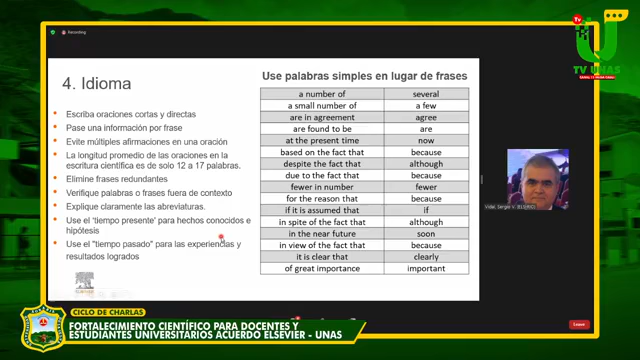 Recording
TV UNAS
4. Idioma
Escriba oraciones cortas y directas
Pase una información por frase
Evite múltiples afirmaciones en una oración
La longitud promedio de las oraciones en la
escritura científica es de solo 12 a 17 palabras.
Elimine frases redundantes
Verifique palabras o frases fuera de contexto
Explique claramente las abreviaturas.
Use el ‘tiempo presente’ para hechos conocidos e
hipótesis
Use el "tiempo pasado" para las experiencias y
resultados logrados
Use palabras simples en lugar de frases
a number of several
a small number of a few
are in agreement agree
are found to be are
at the present time now
based on the fact that because
despite the fact that although
due to the fact that because
fewer in number fewer
for the reason that because
if it is assumed that if
in spite of the fact that although
in the near future soon
in view of the fact that because
it is clear that clearly
of great importance important
Vidal, Sergio V. (ELS-RIO)
Leave
CICLO DE CHARLAS
FORTALECIMIENTO CIENTÍFICO PARA DOCENTES Y
ESTUDIANTES UNIVERSITARIOS ACUERDO ELSEVIER - UNAS